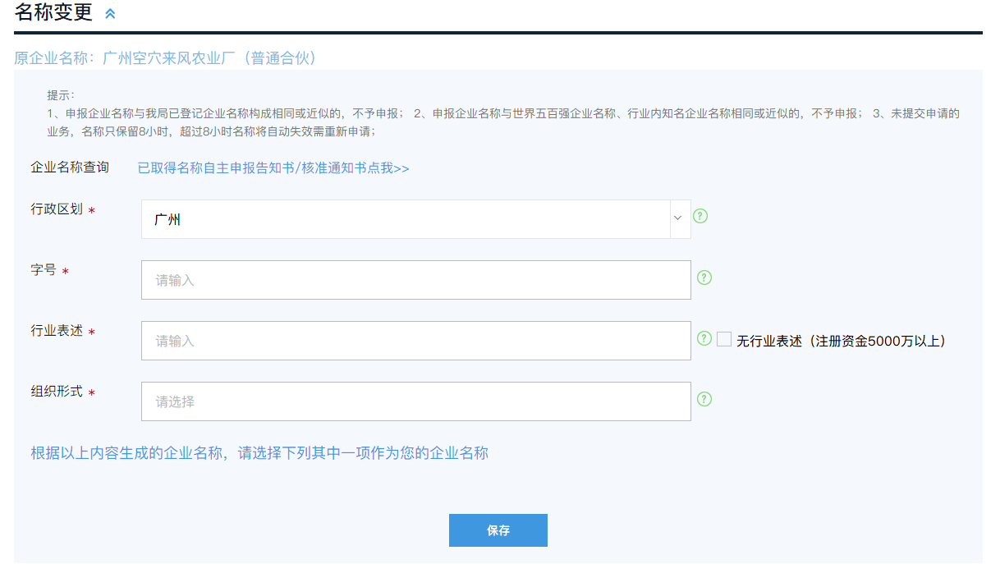 名称变更
原企业名称：广州空穴来风农业厂（普通合伙）
提示：
1、申报企业名称与我局已登记企业名称构成相同或近似的，不予申报； 2、申报企业名称与世界五百强企业名称、行业内知名企业名称相同或近似的，不予申报； 3、未提交申请的
业务，名称只保留8小时，超过8小时名称将自动失效需重新申请；
企业名称查询 已取得名称自主申报告知书/核准通知书点我>>
行政区划 * 广州 ?
字号 * 请输入 ?
行业表述 * 请输入 ? 无行业表述（注册资金5000万以上）
组织形式 * 请选择 ?
根据以上内容生成的企业名称，请选择下列其中一项作为您的企业名称
保存